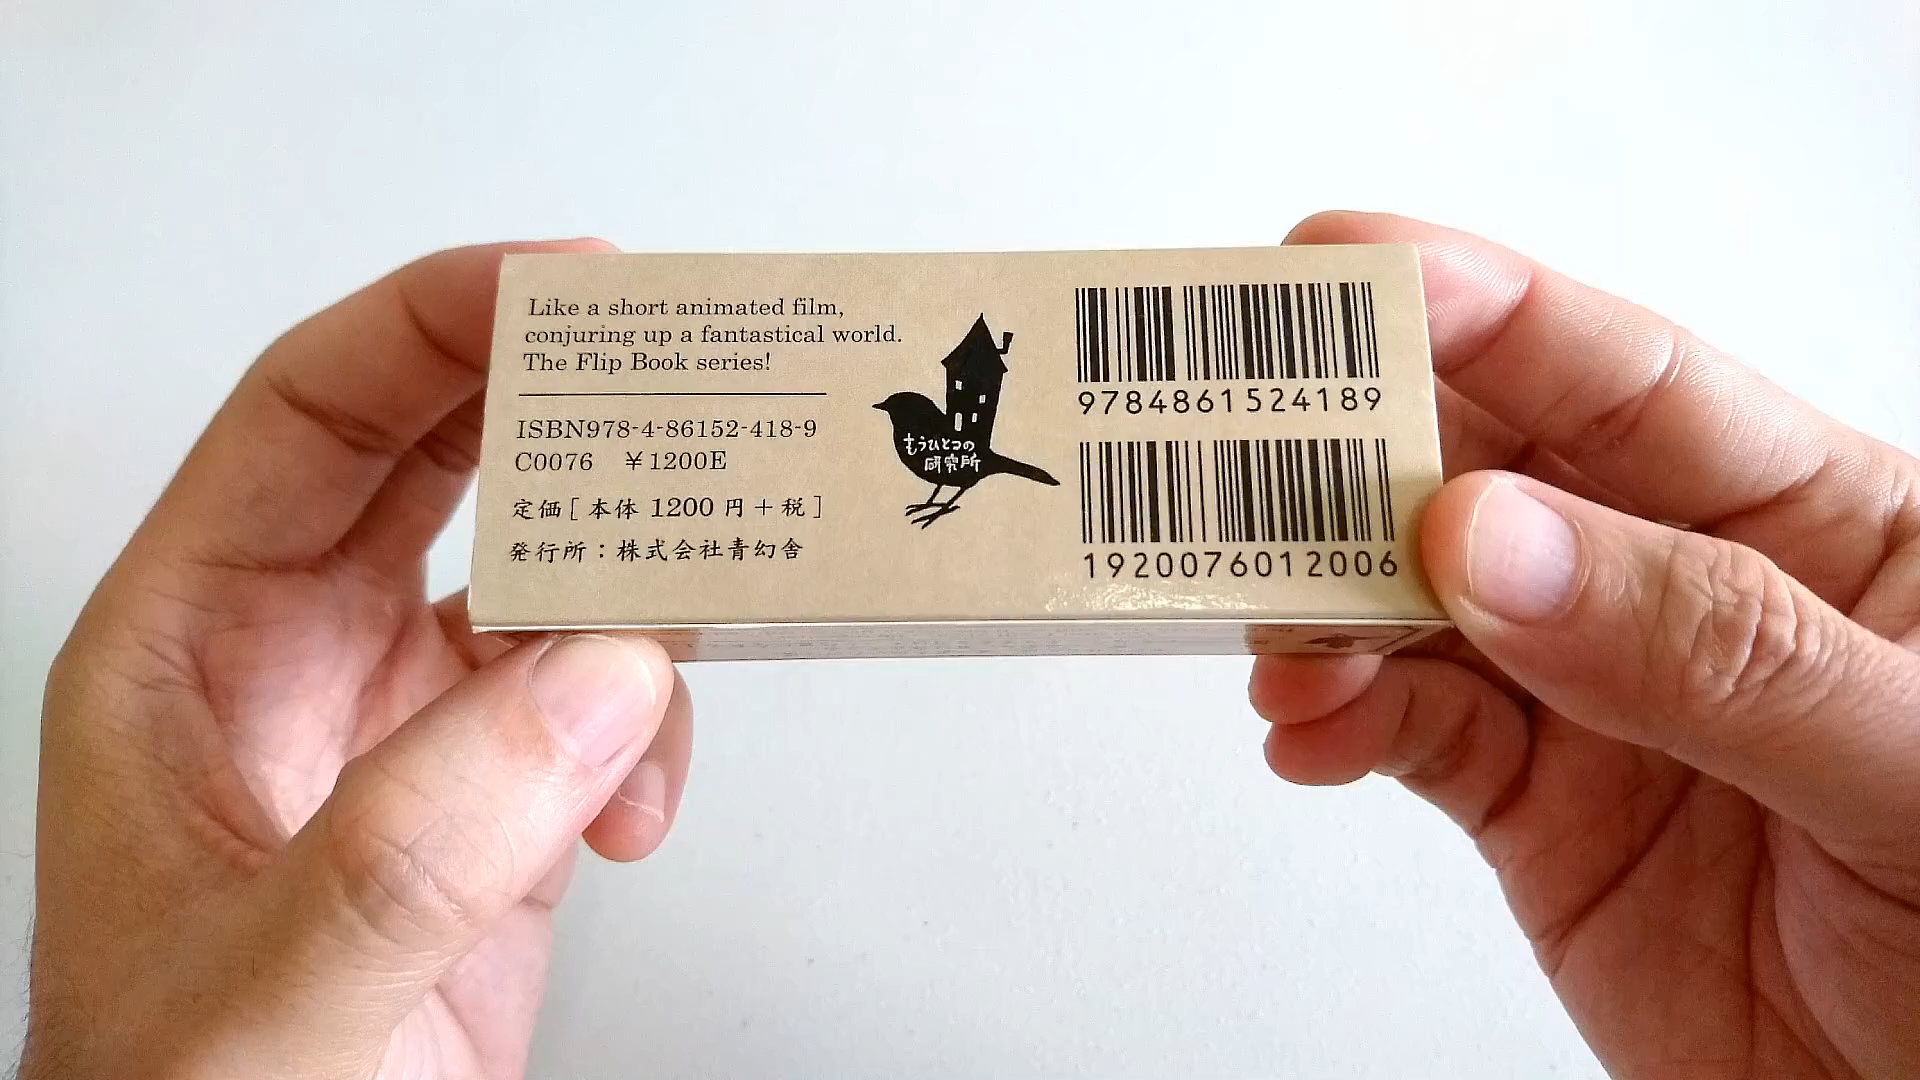 Like a short animated film,
conjuring up a fantastical world.
The Flip Book series!
ISBN978-4-86152-418-9
C0076 ¥1200E
定価[ 本体 1200 円＋税 ]
発行所：株式会社青幻舎
もうひとつの
研究所
9784861524189
1920076012006